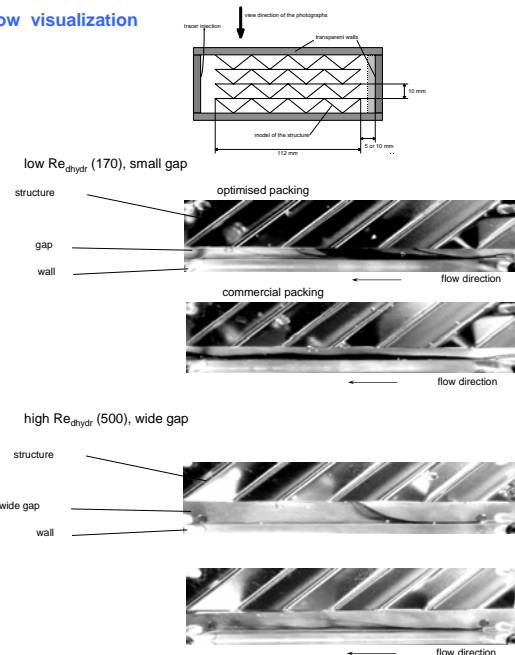 ow visualization
view direction of the photographs
tracer injection
transparent walls
10 mm
model of the structure
5 or 10 mm
112 mm
low Re_dhydr (170), small gap
structure
optimised packing
gap
wall
flow direction
commercial packing
flow direction
high Re_dhydr (500), wide gap
structure
wide gap
wall
flow direction